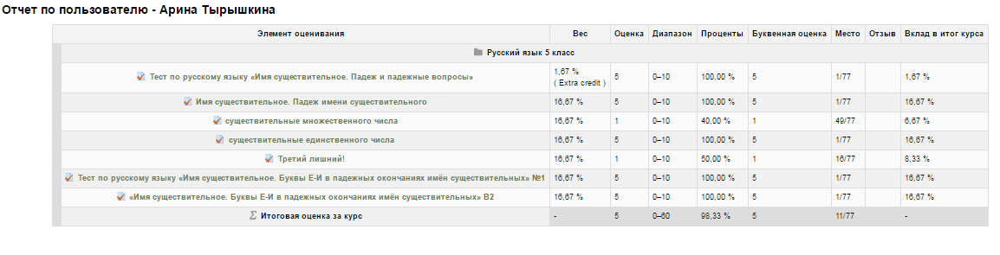 Отчет по пользователю - Арина Тырышкина
Элемент оценивания Вес Оценка Диапазон Проценты Буквенная оценка Место Отзыв Вклад в итог курса
Русский язык 5 класс
Тест по русскому языку «Имя существительное. Падеж и падежные вопросы» 1,67 % ( Extra credit ) 5 0–10 100,00 % 5 1/77 1,67 %
Имя существительное. Падеж имени существительного 16,67 % 5 0–10 100,00 % 5 1/77 16,67 %
существительные множественного числа 16,67 % 1 0–10 40,00 % 1 49/77 6,67 %
существительные единственного числа 16,67 % 5 0–10 100,00 % 5 1/77 16,67 %
Третий лишний! 16,67 % 1 0–10 50,00 % 1 16/77 8,33 %
Тест по русскому языку «Имя существительное. Буквы Е-И в падежных окончаниях имён существительных» №1 16,67 % 5 0–10 100,00 % 5 1/77 16,67 %
«Имя существительное. Буквы Е-И в падежных окончаниях имён существительных» В2 16,67 % 5 0–10 100,00 % 5 1/77 16,67 %
Σ Итоговая оценка за курс - 5 0–60 98,33 % 5 11/77 -